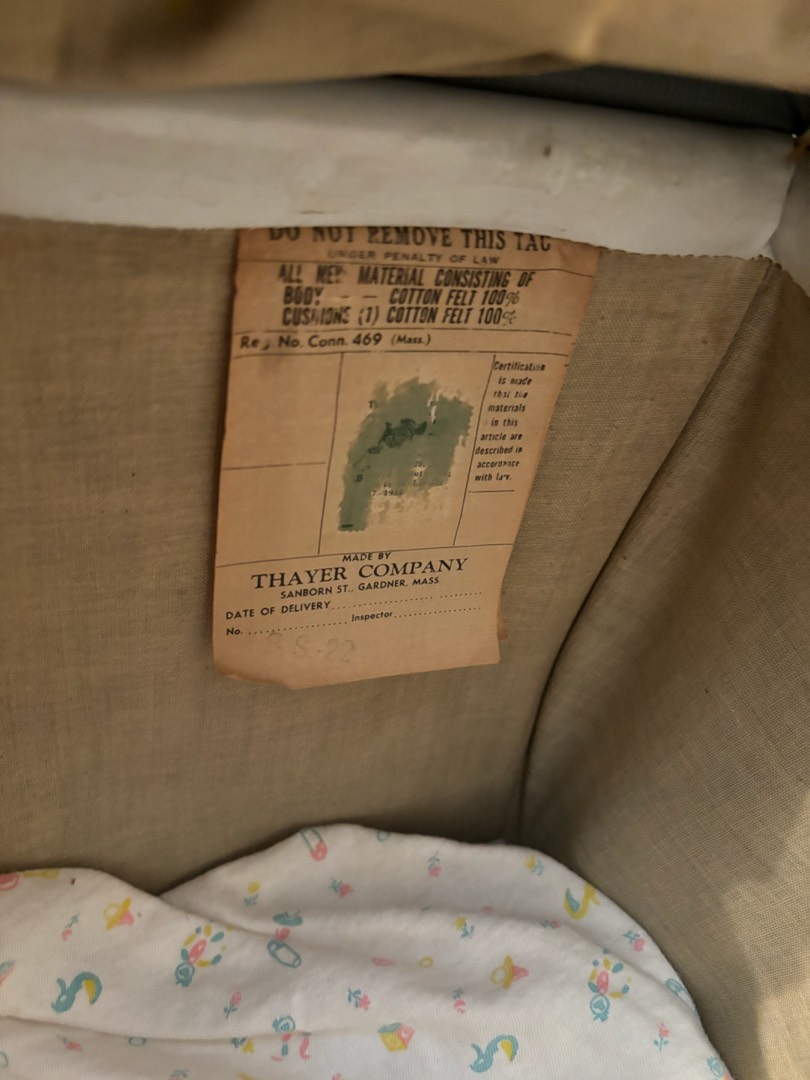 DO NOT REMOVE THIS TAG
UNDER PENALTY OF LAW
ALL NEW MATERIAL CONSISTING OF
BODY - - COTTON FELT 100%
CUSHIONS (1) COTTON FELT 100%
Reg. No. Conn. 469 (Mass.)
Certification
is made
that the
materials
in this
article are
described in
accordance
with law.
MADE BY
THAYER COMPANY
SANBORN ST., GARDNER, MASS.
DATE OF DELIVERY
No. Inspector